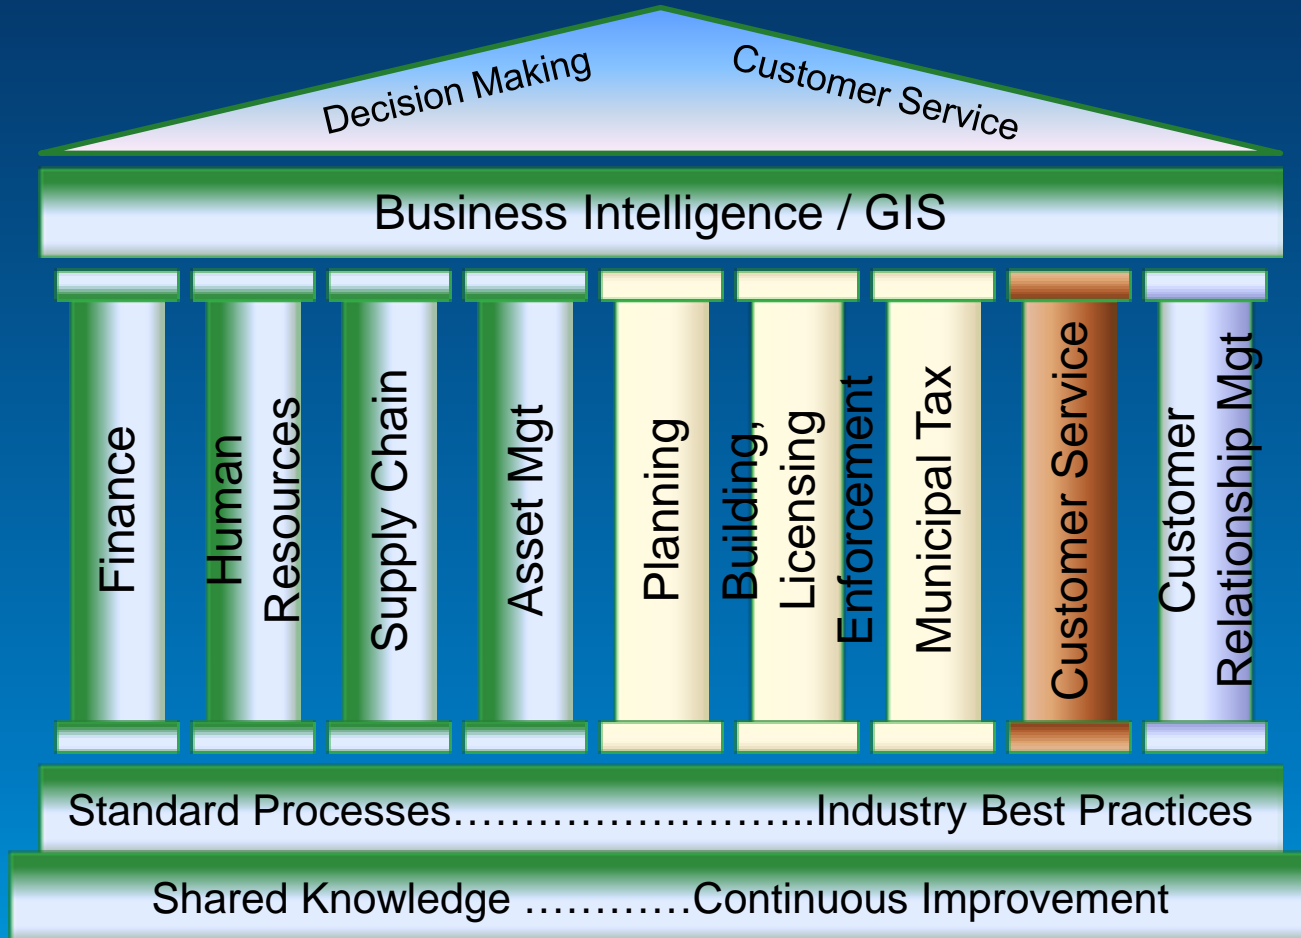 Decision Making
Customer Service
Business Intelligence / GIS
Finance
Human
Resources
Supply Chain
Asset Mgt
Planning
Building,
Licensing
Enforcement
Municipal Tax
Customer Service
Customer
Relationship Mgt
Standard Processes……………………..Industry Best Practices
Shared Knowledge …………Continuous Improvement